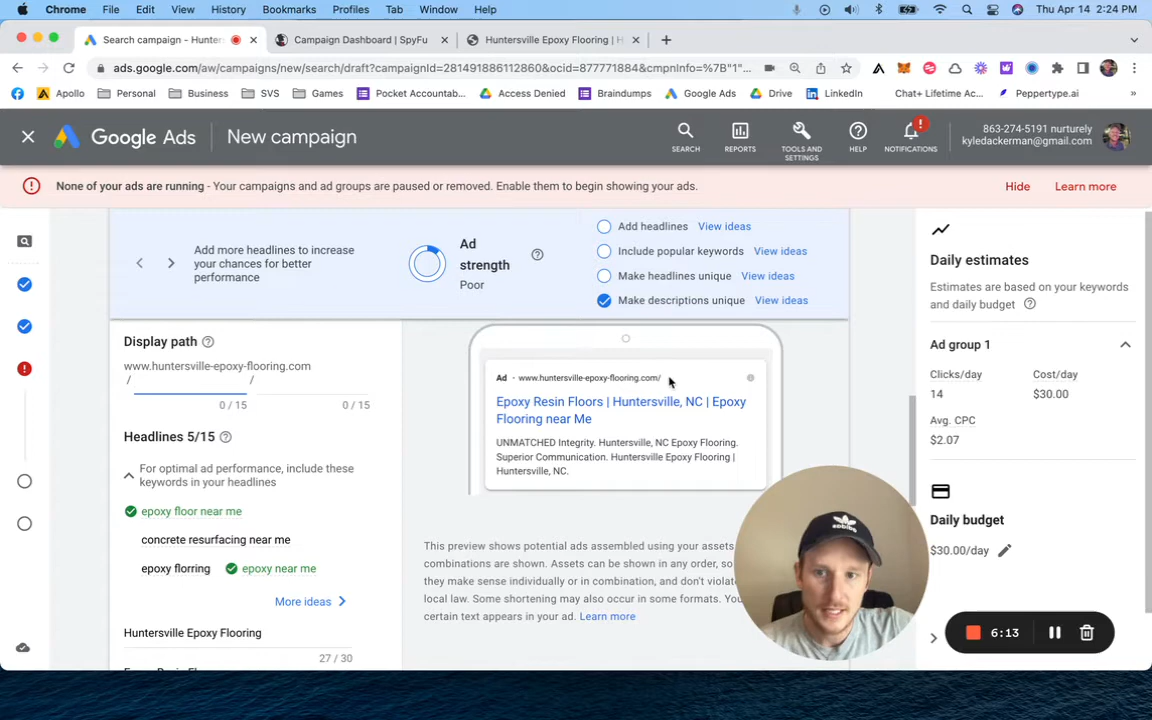 Chrome File Edit View History Bookmarks Profiles Tab Window Help Thu Apr 14 2:24 PM
Search campaign - Hunter Campaign Dashboard | SpyFu Huntersville Epoxy Flooring | H
ads.google.com/aw/campaigns/new/search/draft?campaignId=281491886112860&ocid=877771884&cmpnInfo=%7B"1"...
Apollo Personal Business SVS Games Pocket Accountab... Access Denied Braindumps Google Ads Drive LinkedIn Chat+ Lifetime Ac... Peppertype.ai »
Google Ads New campaign
SEARCH REPORTS TOOLS AND SETTINGS HELP NOTIFICATIONS
863-274-5191 nurturely
kyledackerman@gmail.com
None of your ads are running - Your campaigns and ad groups are paused or removed. Enable them to begin showing your ads. Hide Learn more
Add more headlines to increase
your chances for better
performance
Ad
strength
Poor
Add headlines View ideas
Include popular keywords View ideas
Make headlines unique View ideas
Make descriptions unique View ideas
Display path
www.huntersville-epoxy-flooring.com
/ /
0 / 15 0 / 15
Headlines 5/15
For optimal ad performance, include these
keywords in your headlines
epoxy floor near me
concrete resurfacing near me
epoxy florring epoxy near me
More ideas
Huntersville Epoxy Flooring
27 / 30
Ad · www.huntersville-epoxy-flooring.com/
Epoxy Resin Floors | Huntersville, NC | Epoxy
Flooring near Me
UNMATCHED Integrity. Huntersville, NC Epoxy Flooring.
Superior Communication. Huntersville Epoxy Flooring |
Huntersville, NC.
This preview shows potential ads assembled using your assets
combinations are shown. Assets can be shown in any order, so
they make sense individually or in combination, and don't violate
local law. Some shortening may also occur in some formats. You
certain text appears in your ad. Learn more
Daily estimates
Estimates are based on your keywords
and daily budget
Ad group 1
Clicks/day Cost/day
14 $30.00
Avg. CPC
$2.07
Daily budget
$30.00/day
6:13
adidas